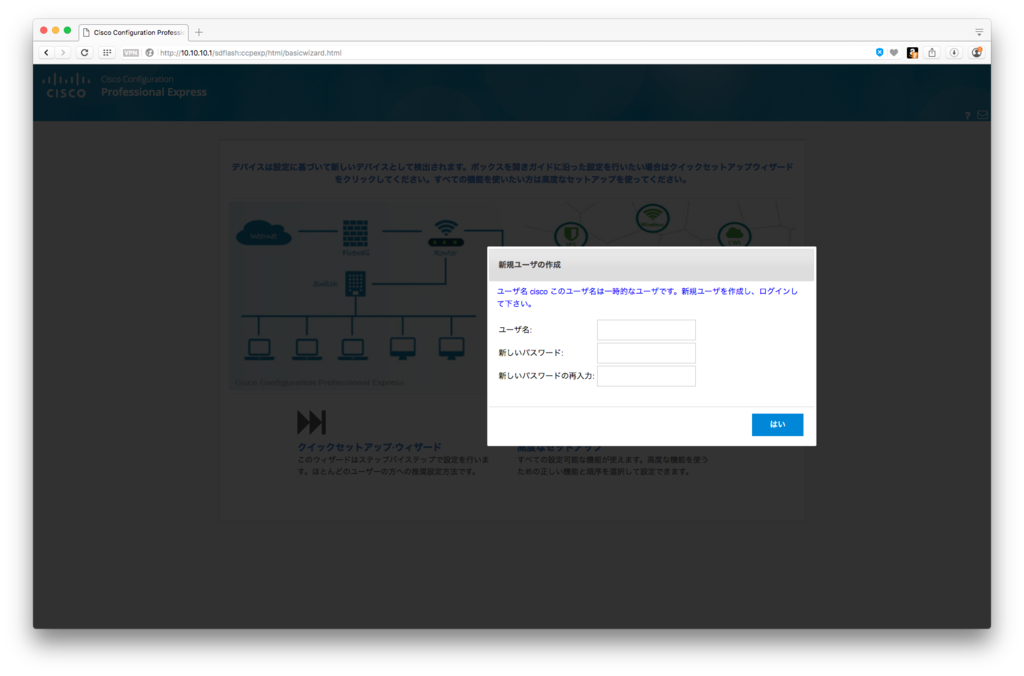 Cisco Configuration Professi
VPN
http://10.10.10.1/sdflash:ccpexp/html/basicwizard.html
CISCO
Cisco Configuration
Professional Express
?
デバイスは設定に基づいて新しいデバイスとして検出されます。ボックスを開きガイドに沿った設定を行いたい場合はクイックセットアップウィザード
をクリックしてください。すべての機能を使いたい方は高度なセットアップを使ってください。
Internet
Firewall
Router
Switch
Wireless
Cisco Configuration Professional Express
新規ユーザの作成
ユーザ名 cisco このユーザ名は一時的なユーザです。新規ユーザを作成し、ログインし
て下さい。
ユーザ名:
新しいパスワード:
新しいパスワードの再入力:
はい
クイックセットアップ ウィザード
このウィザードはステップバイステップで設定を行いま
す。ほとんどのユーザーの方への推奨設定方法です。
高度なセットアップ
すべての設定可能な機能が使えます。高度な機能を使う
ための正しい機能と順序を選択して設定できます。